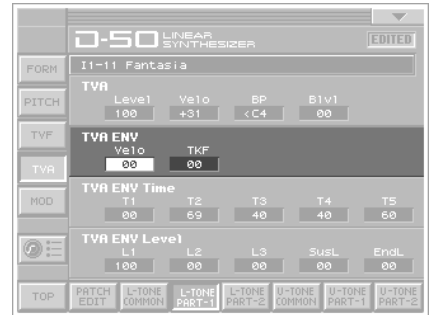 D-50 LINEAR SYNTHESIZER EDITED
FORM I1-11 Fantasia
TVA
PITCH Level Velo BP Blvl
100 +31 <C4 00
TVF TVA ENV
Velo TKF
TVA 00 00
TVA ENV Time
MOD T1 T2 T3 T4 T5
00 69 40 40 60
TVA ENV Level
L1 L2 L3 SusL EndL
100 00 00 00 00
TOP PATCH EDIT L-TONE COMMON L-TONE PART-1 L-TONE PART-2 U-TONE COMMON U-TONE PART-1 U-TONE PART-2